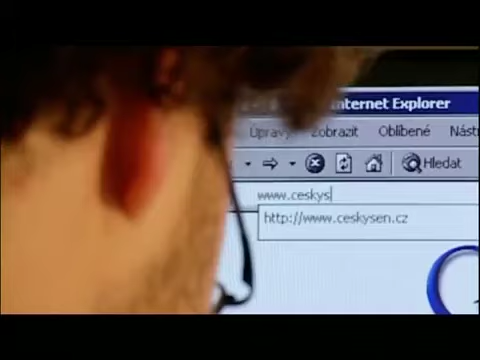 Internet Explorer
Úpravy Zobrazit Oblíbené Nást
Hledat
www.ceskys
http://www.ceskysen.cz